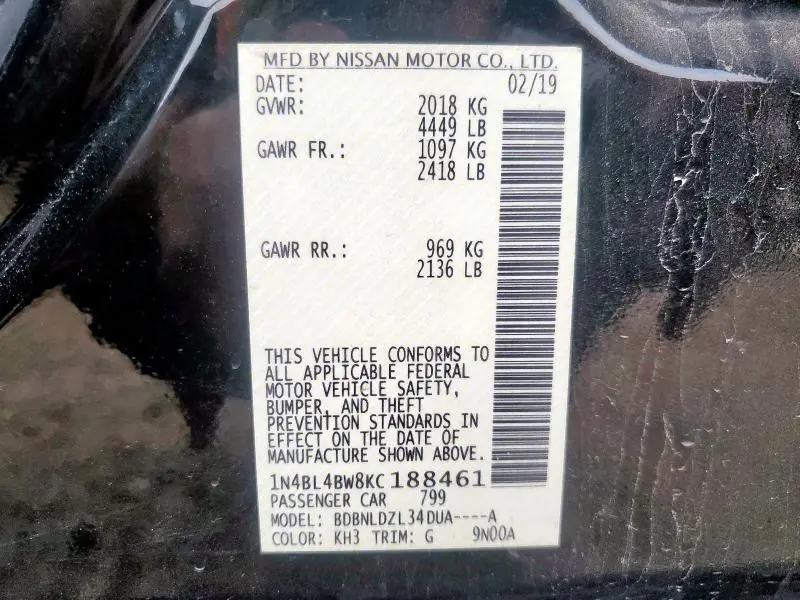 MFD BY NISSAN MOTOR CO., LTD.
DATE: 02/19
GVWR: 2018 KG
4449 LB
GAWR FR.: 1097 KG
2418 LB
GAWR RR.: 969 KG
2136 LB
THIS VEHICLE CONFORMS TO
ALL APPLICABLE FEDERAL
MOTOR VEHICLE SAFETY,
BUMPER, AND THEFT
PREVENTION STANDARDS IN
EFFECT ON THE DATE OF
MANUFACTURE SHOWN ABOVE.
1N4BL4BW8KC188461
PASSENGER CAR 799
MODEL: BDBNLDZL34DUA----A
COLOR: KH3 TRIM: G 9N00A